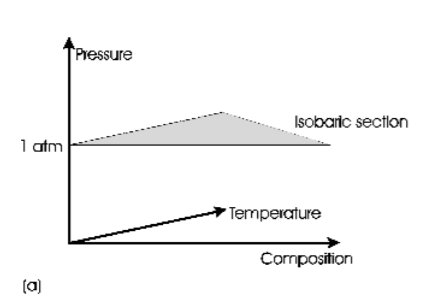 Pressure
Isobaric section
1 atm
Temperature
Composition
(a)